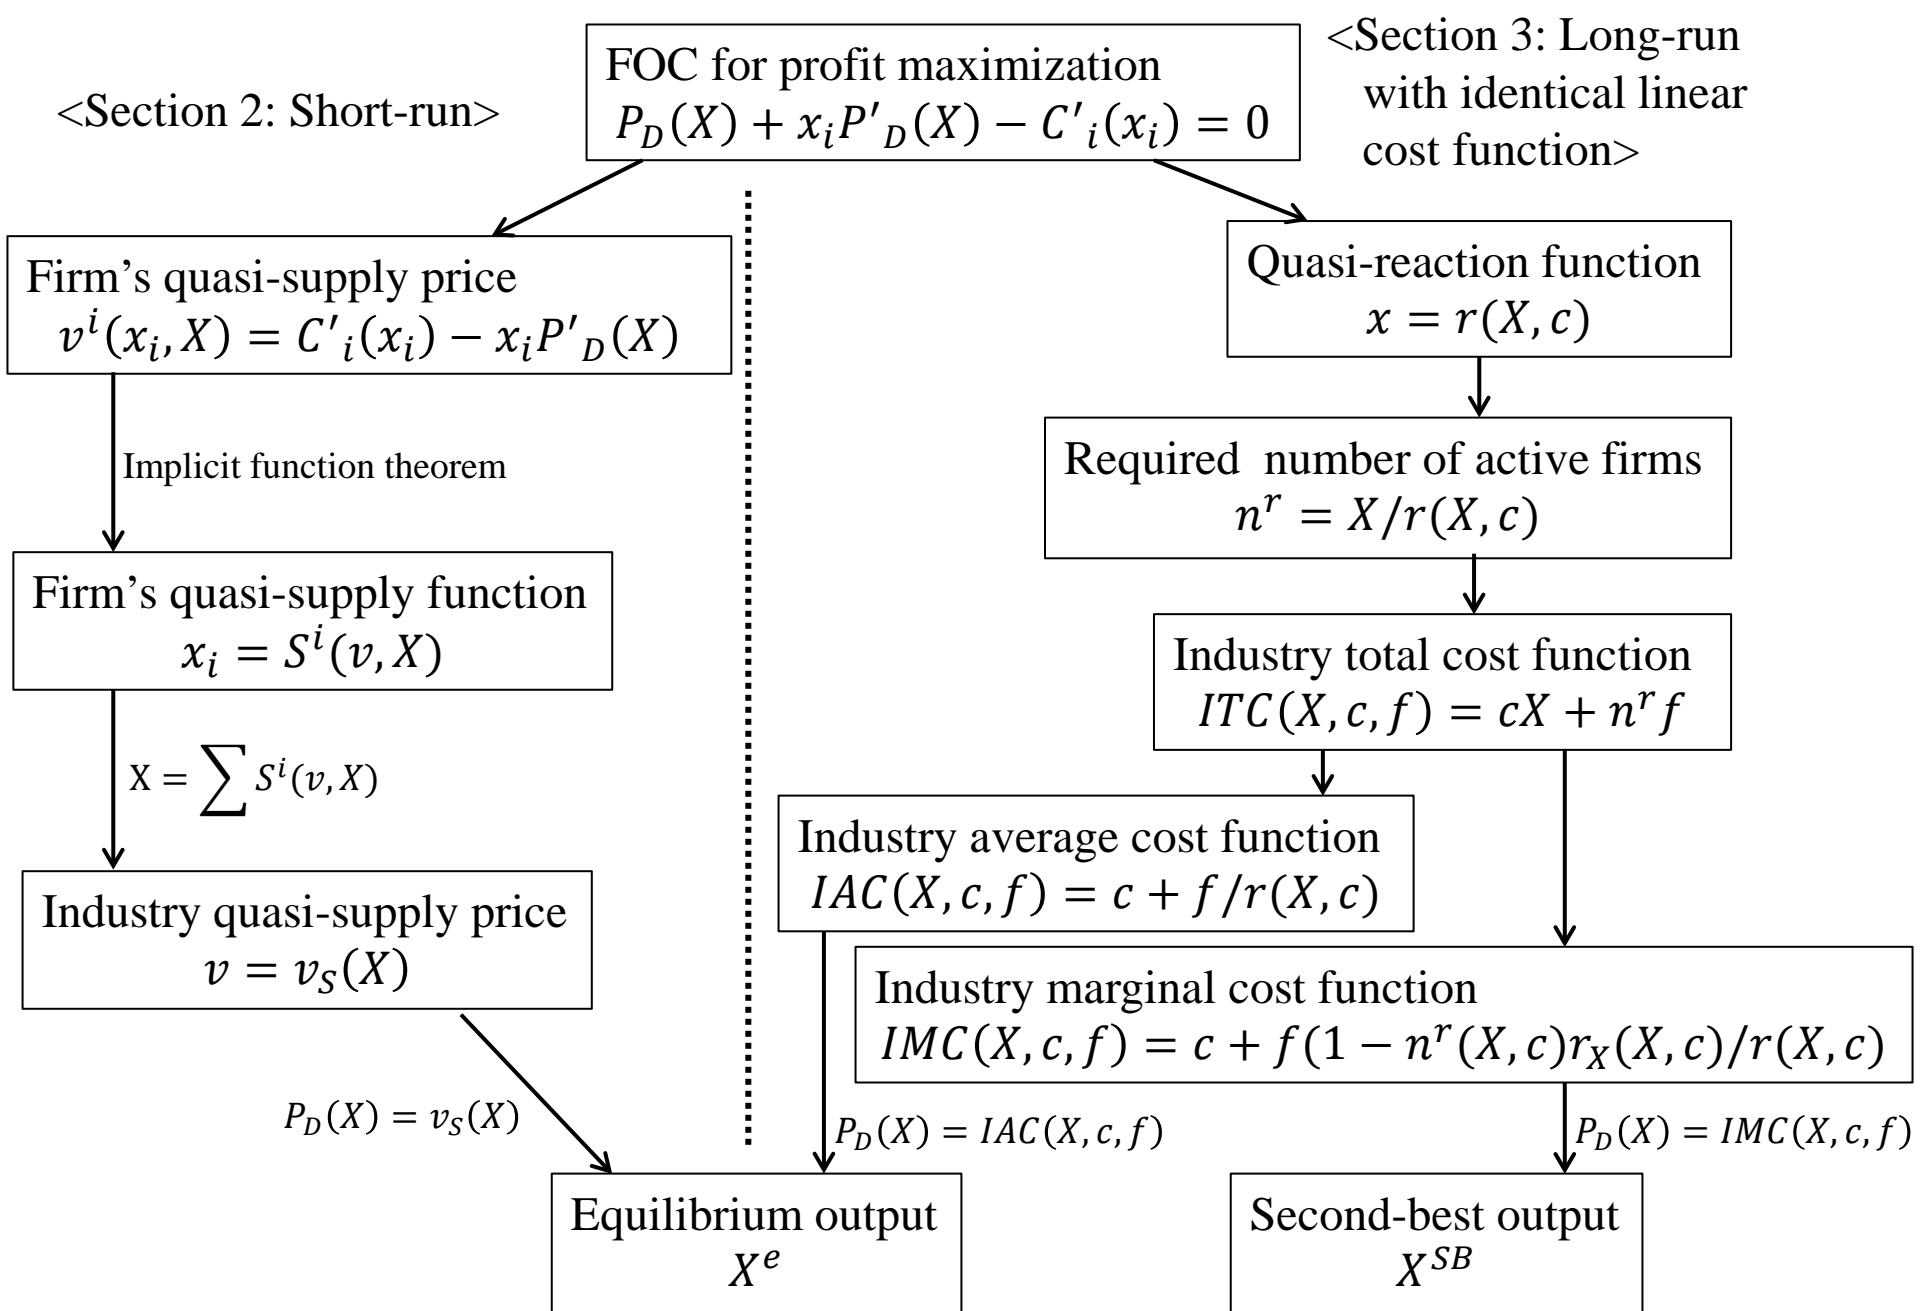 <Section 2: Short-run>
FOC for profit maximization
P_D(X) + x_i P'_D(X) − C'_i(x_i) = 0
<Section 3: Long-run
with identical linear
cost function>
Firm's quasi-supply price
v^i(x_i, X) = C'_i(x_i) − x_i P'_D(X)
Implicit function theorem
Firm's quasi-supply function
x_i = S^i(v, X)
X = ∑ S^i(v, X)
Industry quasi-supply price
v = v_S(X)
P_D(X) = v_S(X)
Quasi-reaction function
x = r(X, c)
Required number of active firms
n^r = X/r(X, c)
Industry total cost function
ITC(X, c, f) = cX + n^r f
Industry average cost function
IAC(X, c, f) = c + f/r(X, c)
Industry marginal cost function
IMC(X, c, f) = c + f(1 − n^r(X, c)r_X(X, c)/r(X, c)
P_D(X) = IAC(X, c, f)
P_D(X) = IMC(X, c, f)
Equilibrium output
X^e
Second-best output
X^SB